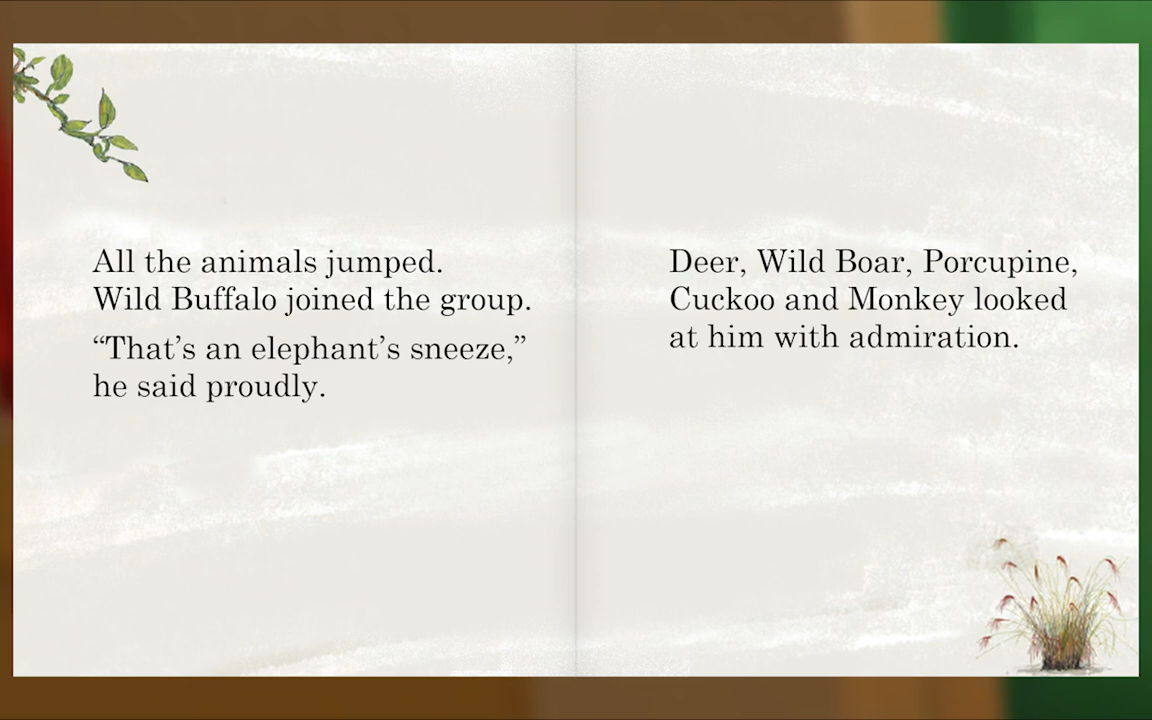 All the animals jumped.
Wild Buffalo joined the group.
“That’s an elephant’s sneeze,”
he said proudly.
Deer, Wild Boar, Porcupine,
Cuckoo and Monkey looked
at him with admiration.